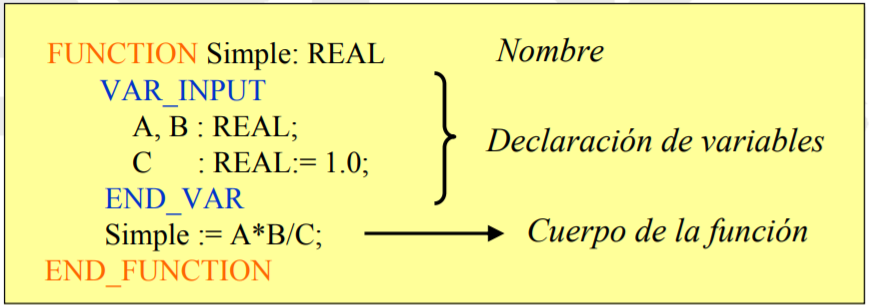 FUNCTION Simple: REAL
Nombre
VAR_INPUT
A, B : REAL;
C : REAL:= 1.0;
Declaración de variables
END_VAR
Simple := A*B/C;
Cuerpo de la función
END_FUNCTION